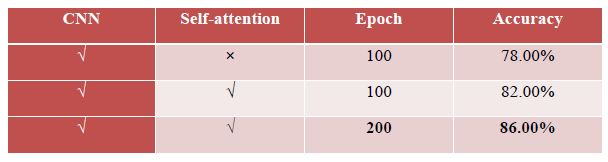 CNN Self-attention Epoch Accuracy
√ × 100 78.00%
√ √ 100 82.00%
√ √ 200 86.00%